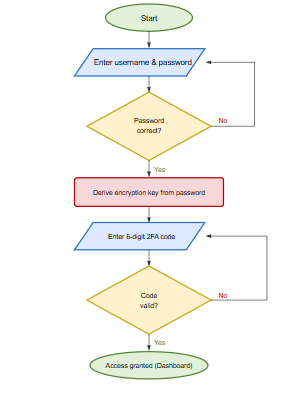 Start
Enter username & password
Password
correct?
No
Yes
Derive encryption key from password
Enter 6-digit 2FA code
Code
valid?
No
Yes
Access granted (Dashboard)